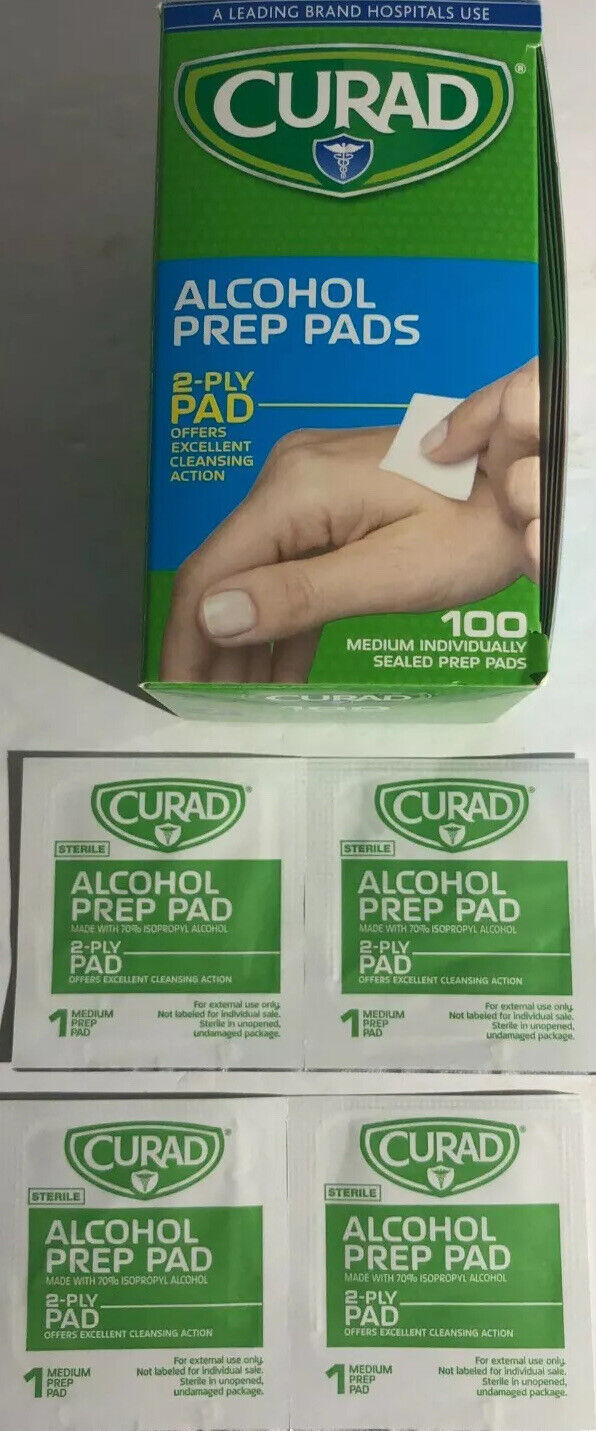 A LEADING BRAND HOSPITALS USE
CURAD®
ALCOHOL
PREP PADS
2-PLY
PAD
OFFERS
EXCELLENT
CLEANSING
ACTION
100
MEDIUM INDIVIDUALLY
SEALED PREP PADS
CURAD
100
CURAD®
STERILE
ALCOHOL
PREP PAD
MADE WITH 70% ISOPROPYL ALCOHOL
2-PLY
PAD
OFFERS EXCELLENT CLEANSING ACTION
1 MEDIUM
PREP
PAD
For external use only.
Not labeled for individual sale.
Sterile in unopened,
undamaged package.
CURAD®
STERILE
ALCOHOL
PREP PAD
MADE WITH 70% ISOPROPYL ALCOHOL
2-PLY
PAD
OFFERS EXCELLENT CLEANSING ACTION
1 MEDIUM
PREP
PAD
For external use only.
Not labeled for individual sale.
Sterile in unopened,
undamaged package.
CURAD®
STERILE
ALCOHOL
PREP PAD
MADE WITH 70% ISOPROPYL ALCOHOL
2-PLY
PAD
OFFERS EXCELLENT CLEANSING ACTION
1 MEDIUM
PREP
PAD
For external use only.
Not labeled for individual sale.
Sterile in unopened,
undamaged package.
CURAD®
STERILE
ALCOHOL
PREP PAD
MADE WITH 70% ISOPROPYL ALCOHOL
2-PLY
PAD
OFFERS EXCELLENT CLEANSING ACTION
1 MEDIUM
PREP
PAD
For external use only.
Not labeled for individual sale.
Sterile in unopened,
undamaged package.